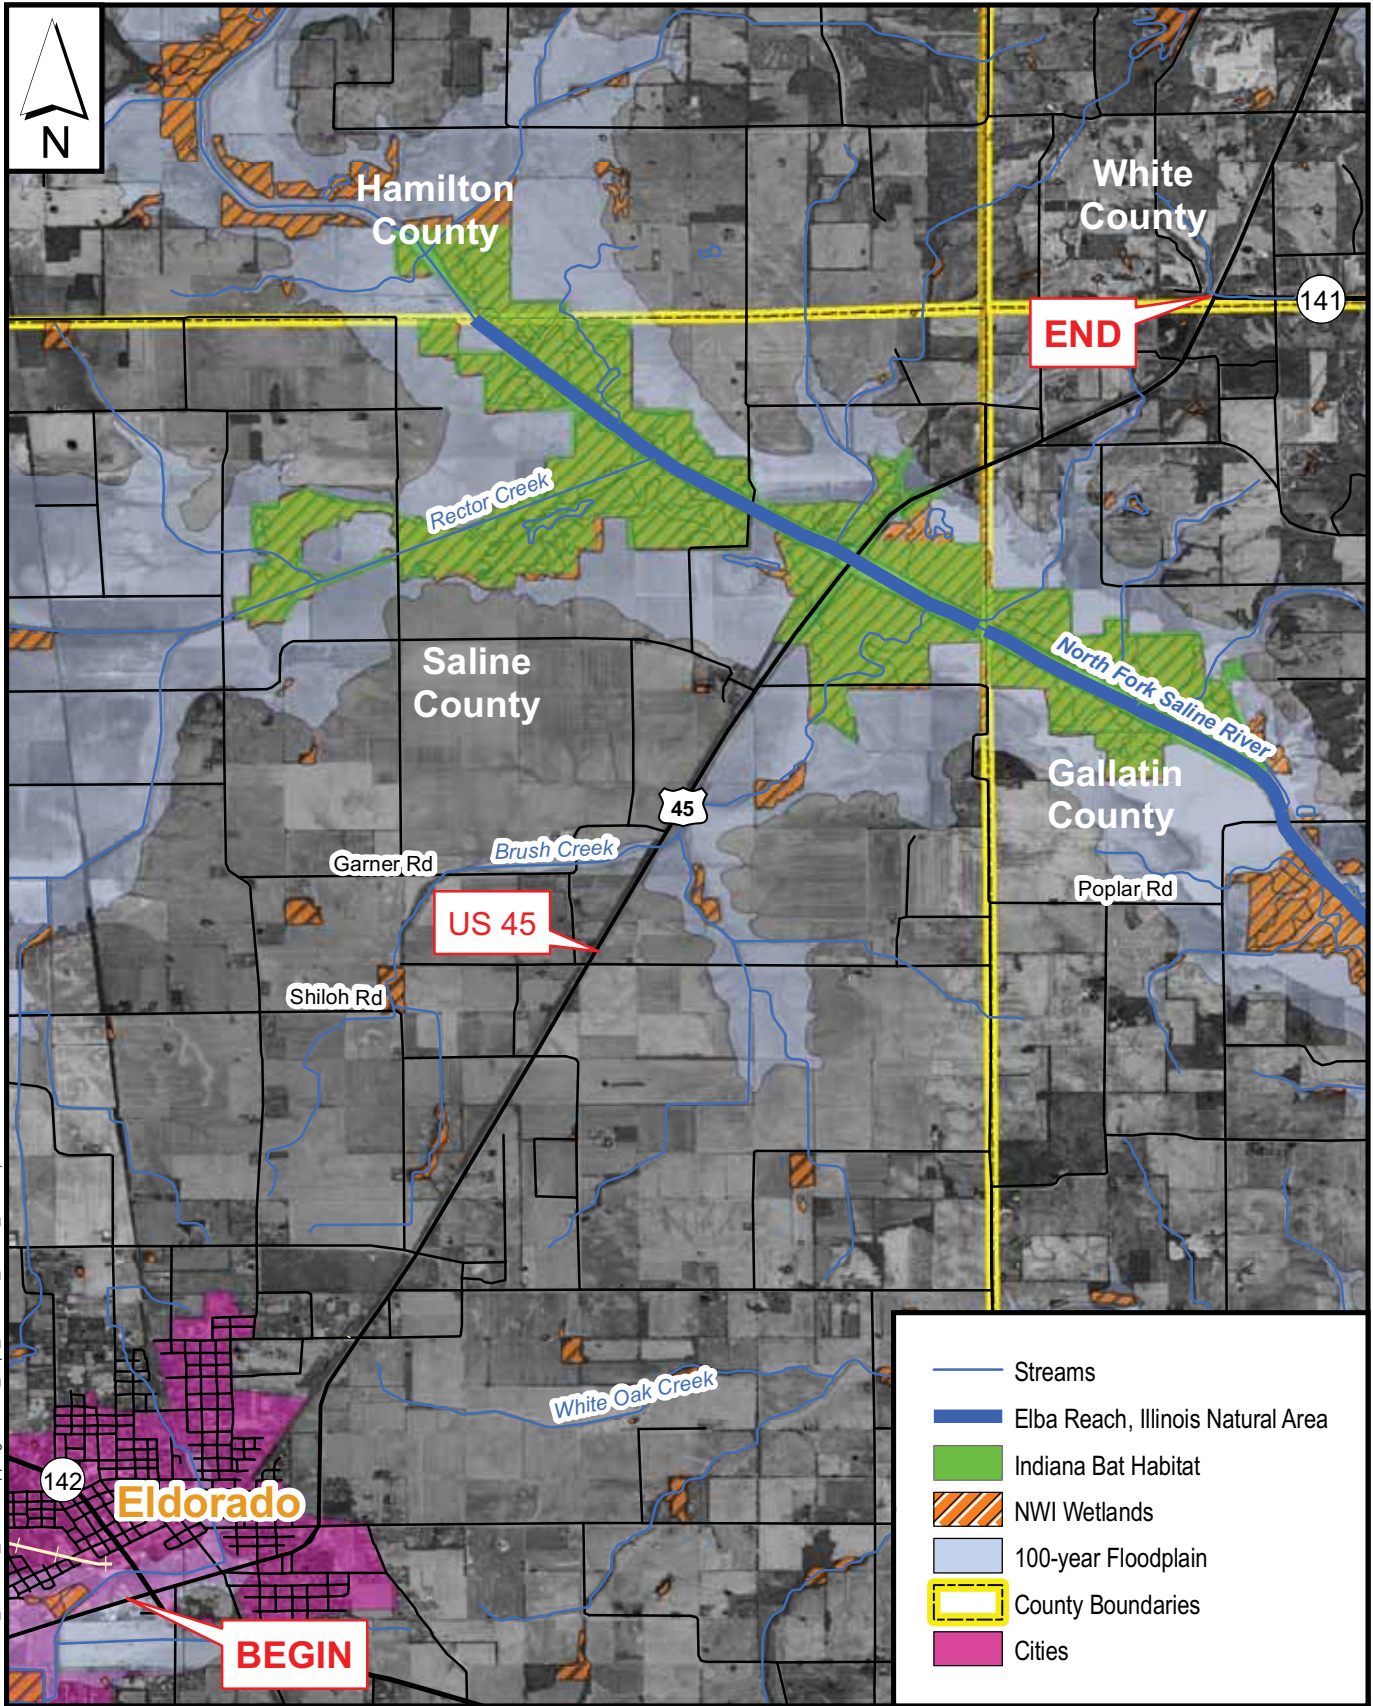 N
Hamilton
County
White
County
141
END
Rector Creek
Saline
County
North Fork Saline River
Gallatin
County
45
Brush Creek
Garner Rd
Poplar Rd
US 45
Shiloh Rd
White Oak Creek
142
Eldorado
BEGIN
Streams
Elba Reach, Illinois Natural Area
Indiana Bat Habitat
NWI Wetlands
100-year Floodplain
County Boundaries
Cities